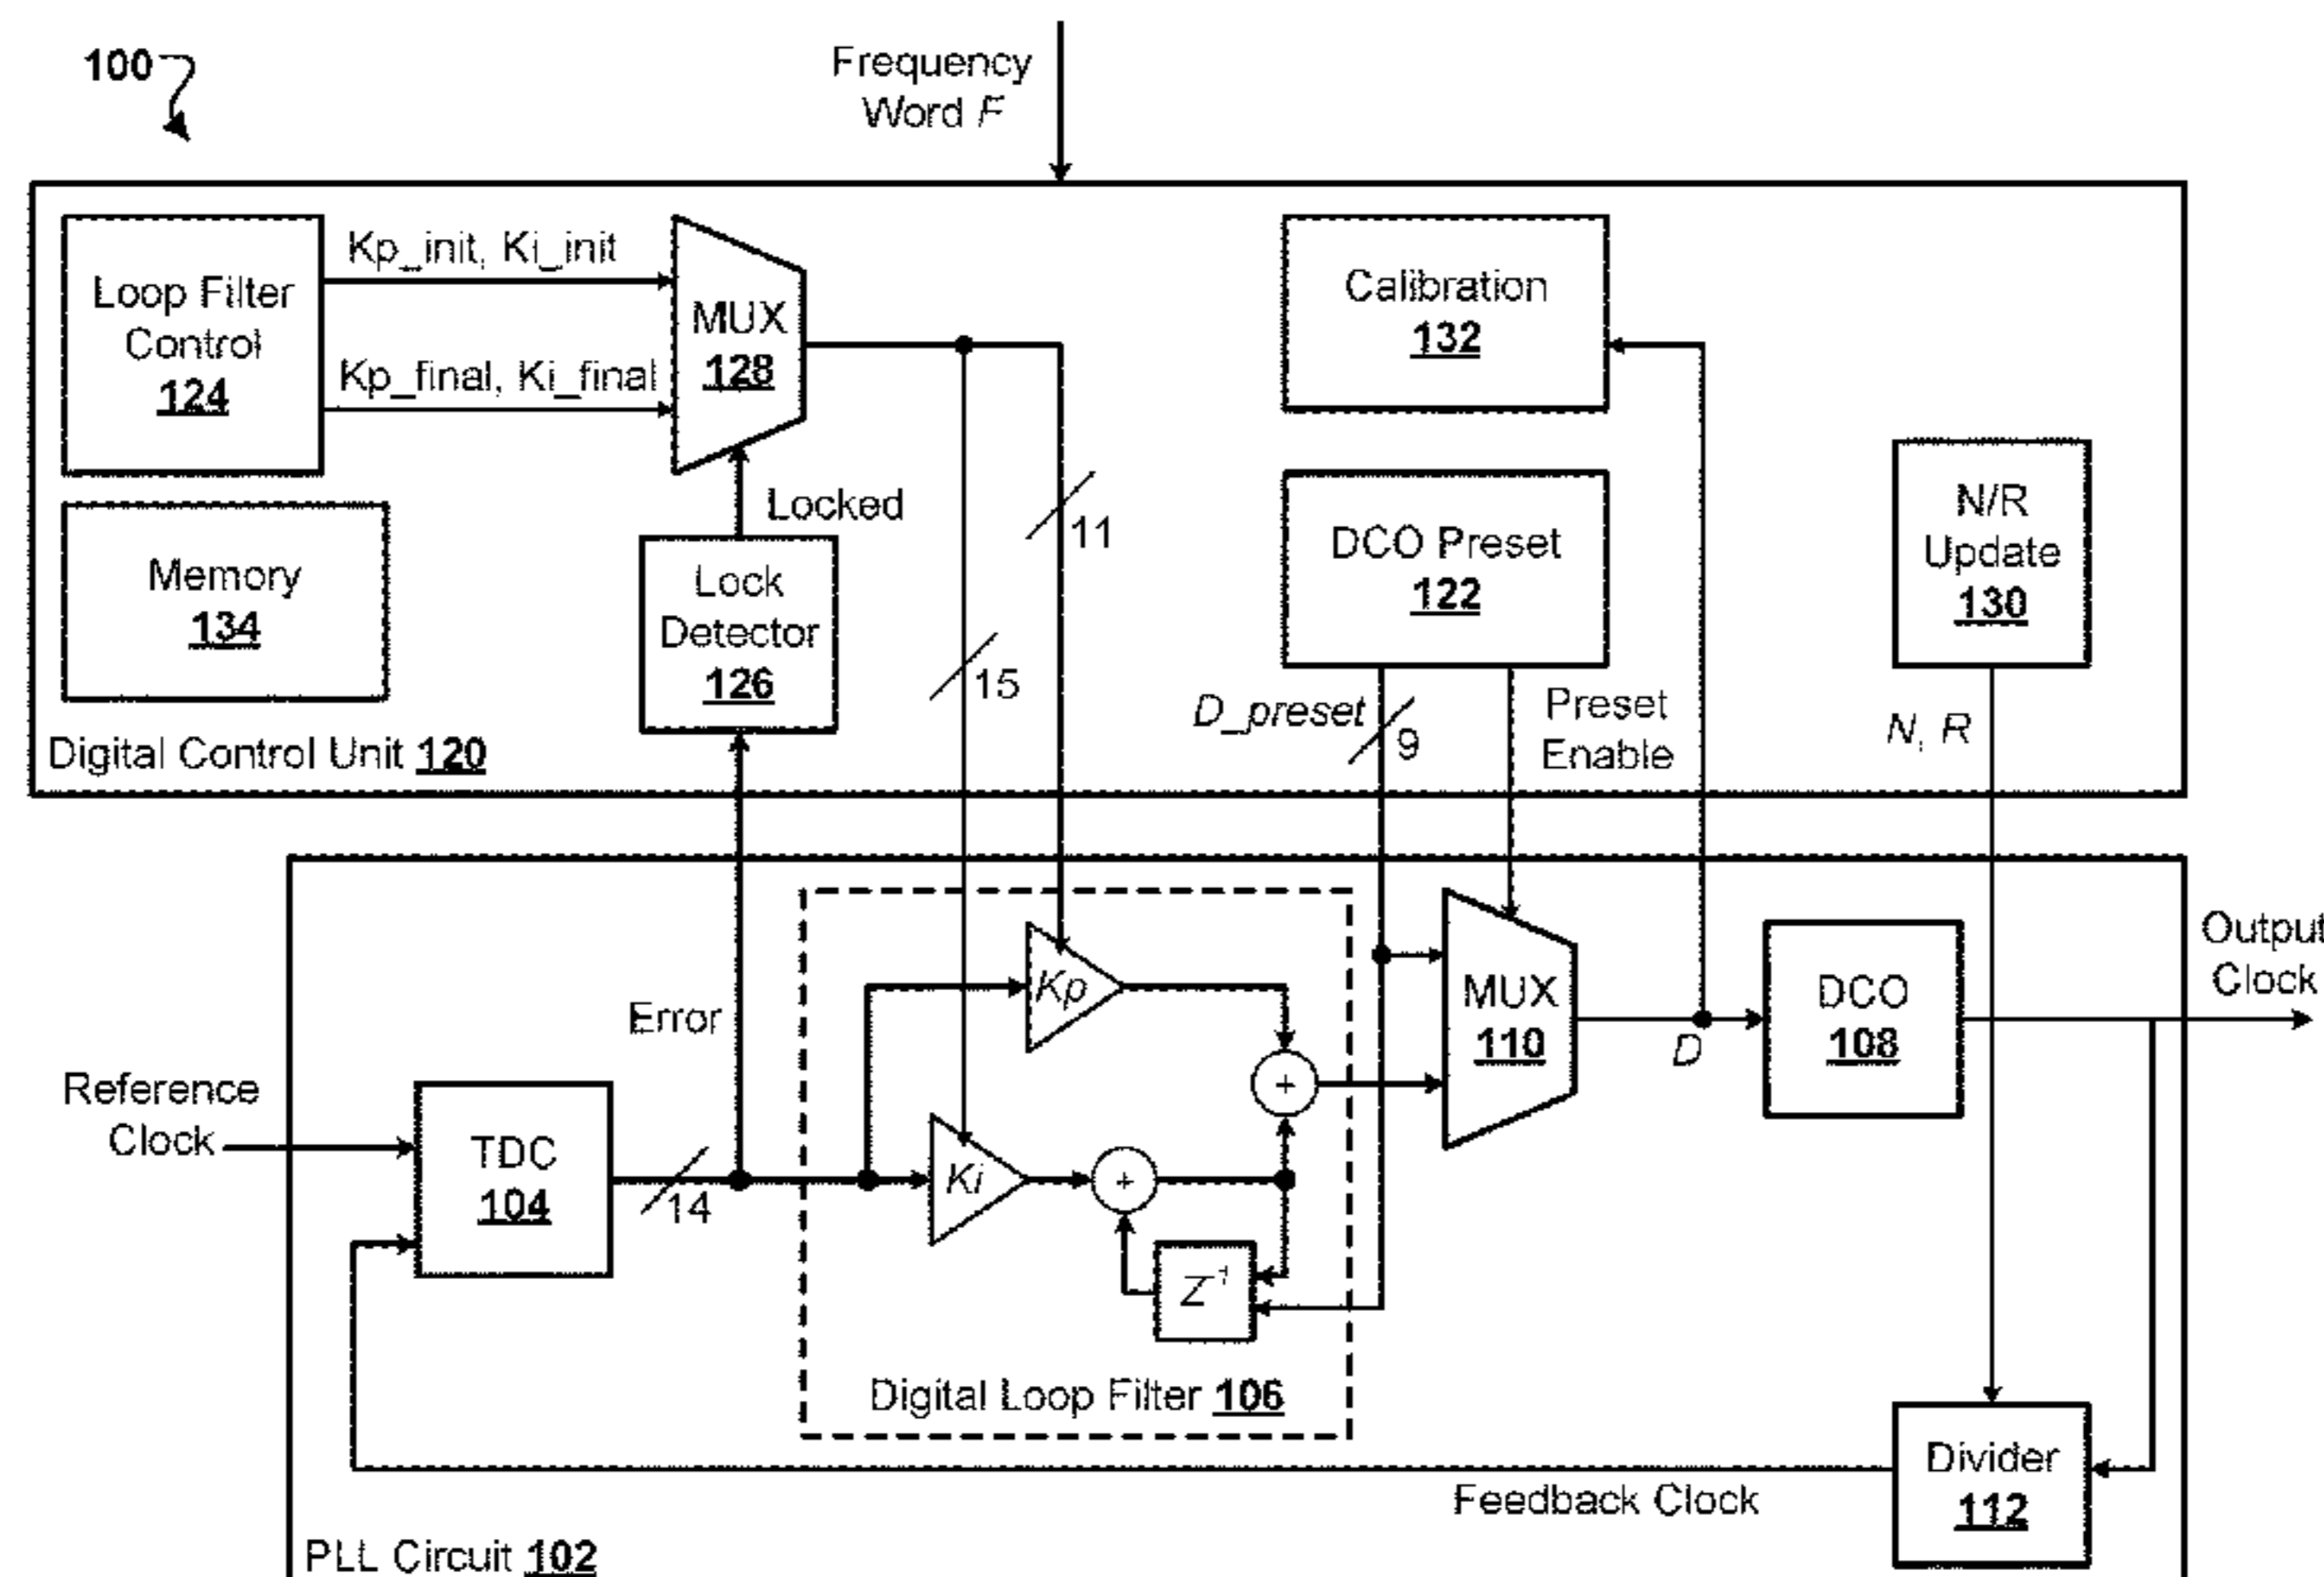 100
Frequency
Word F
Loop Filter
Control
124
Kp_init, Ki_init
Kp_final, Ki_final
MUX
128
Calibration
132
Memory
134
Locked
Lock
Detector
126
11
15
DCO Preset
122
N/R
Update
130
D_preset
9
Preset
Enable
N, R
Digital Control Unit 120
Error
Reference
Clock
TDC
104
14
Kp
Ki
+
+
Z-1
Digital Loop Filter 106
MUX
110
D
DCO
108
Output
Clock
Divider
112
Feedback Clock
PLL Circuit 102